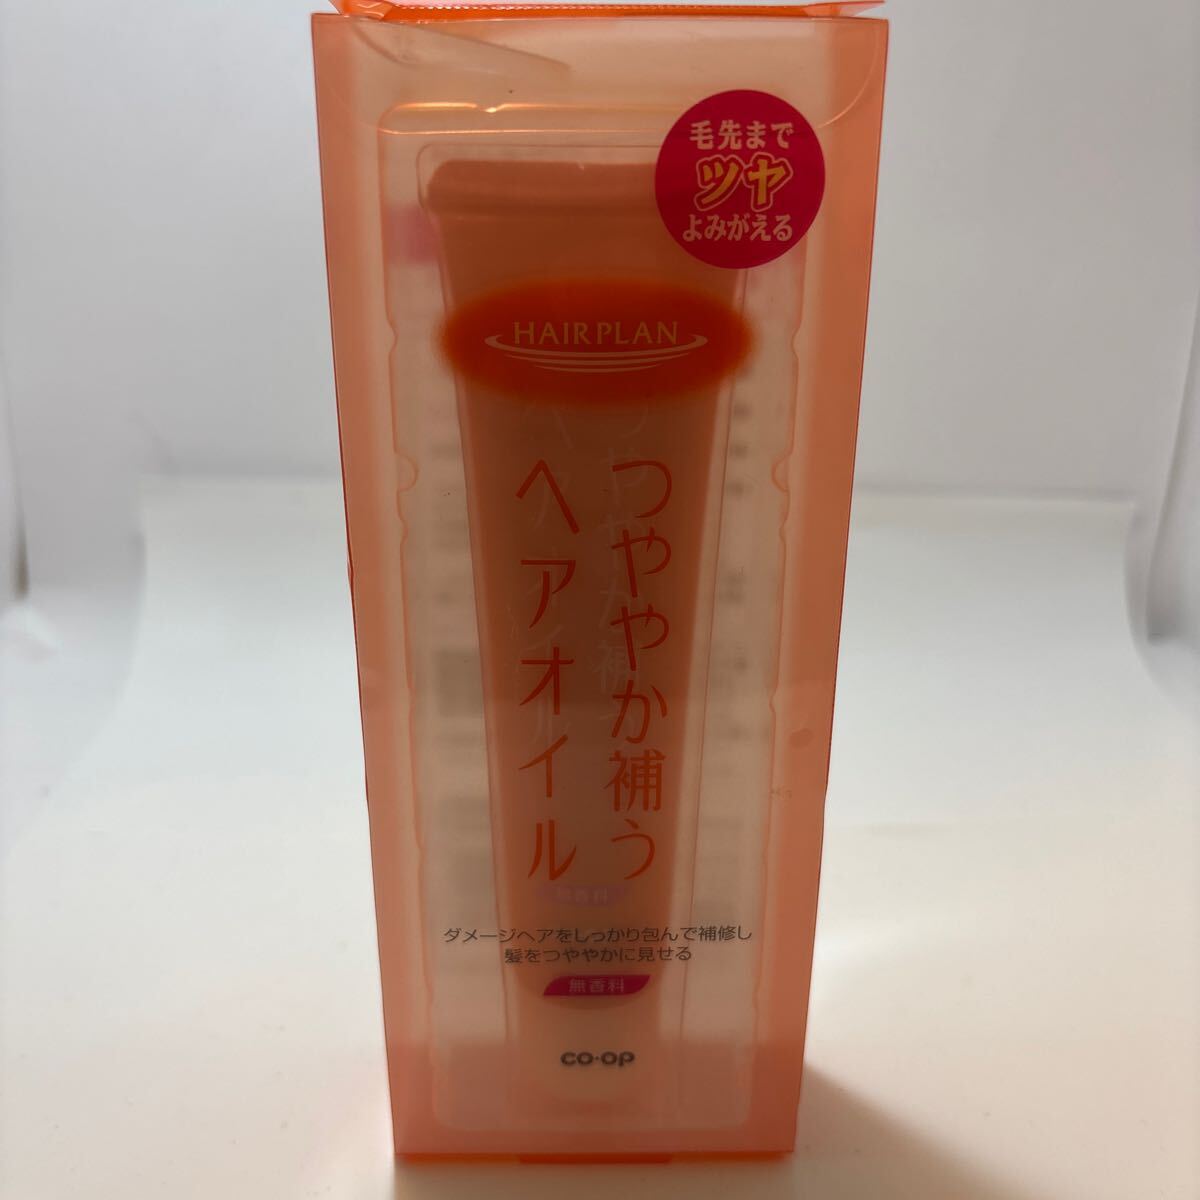 毛先まで
ツヤ
よみがえる
HAIR PLAN
つややか補う
ヘアオイル
ダメージヘアをしっかり包んで補修し
髪をつややかに見せる
無香料
CO·OP